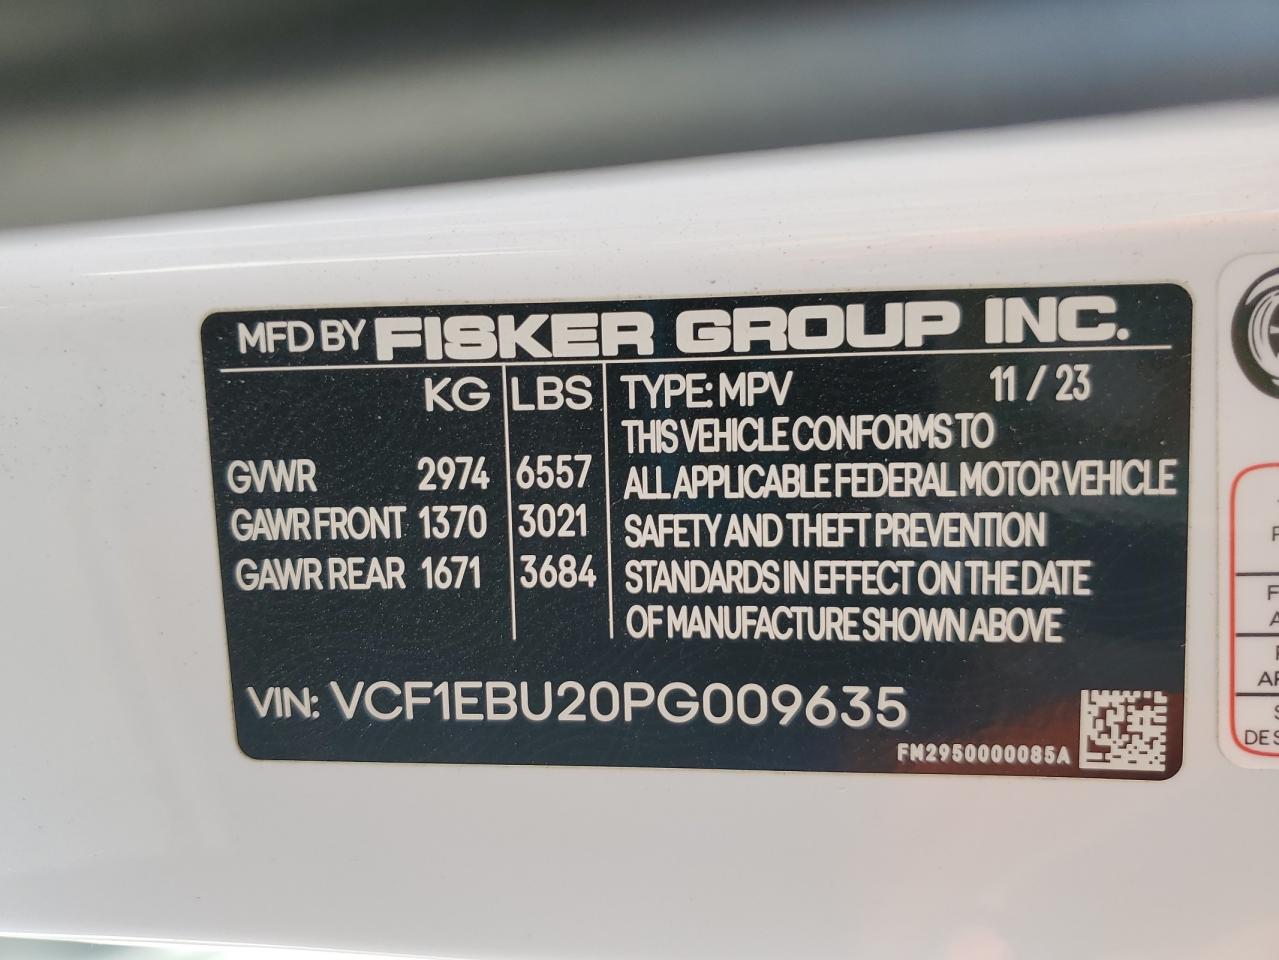 MFD BY FISKER GROUP INC.
KG LBS TYPE: MPV 11 / 23
THIS VEHICLE CONFORMS TO
GVWR 2974 6557 ALL APPLICABLE FEDERAL MOTOR VEHICLE
GAWR FRONT 1370 3021 SAFETY AND THEFT PREVENTION
GAWR REAR 1671 3684 STANDARDS IN EFFECT ON THE DATE
OF MANUFACTURE SHOWN ABOVE
VIN: VCF1EBU20PG009635
FM2950000085A